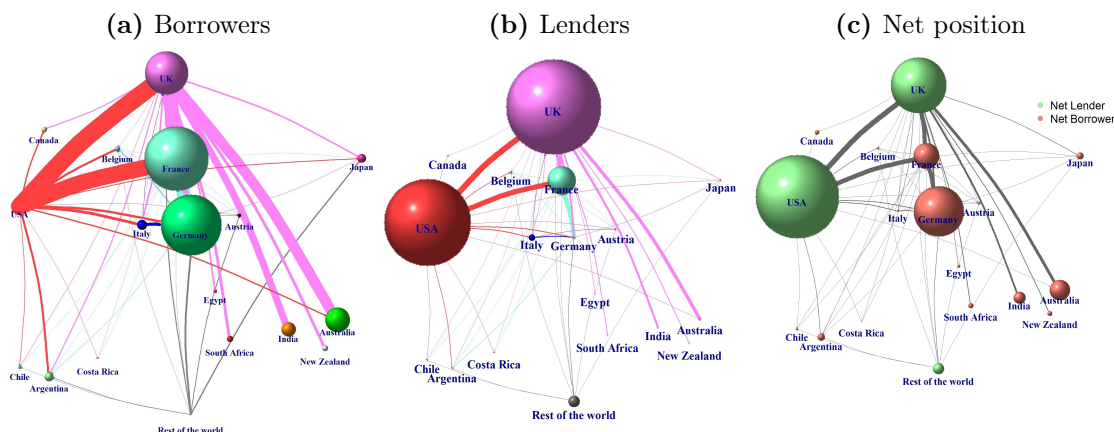 (a) Borrowers
UK
Canada
Belgium
France
Japan
USA
Italy
Germany
Austria
Egypt
Australia
India
South Africa
New Zealand
Chile
Argentina
Costa Rica
Rest of the world
(b) Lenders
UK
Canada
Belgium
France
Japan
USA
Italy
Germany
Austria
Egypt
India
Australia
South Africa
New Zealand
Costa Rica
Chile
Argentina
Rest of the world
(c) Net position
UK
Net Lender
Net Borrower
Canada
Belgium
Japan
France
USA
Italy
Germany
Austria
Egypt
Australia
India
South Africa
New Zealand
Costa Rica
Chile
Argentina
Rest of the world